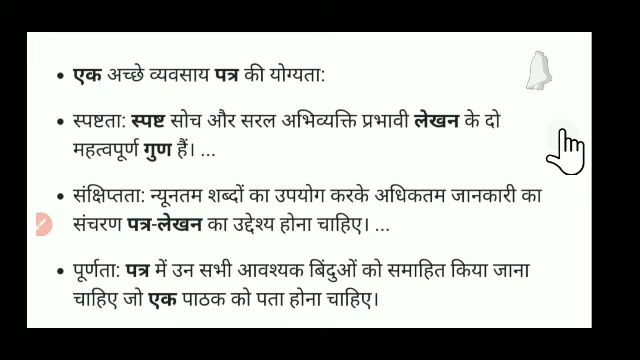 • एक अच्छे व्यवसाय पत्र की योग्यता:
• स्पष्टता: स्पष्ट सोच और सरल अभिव्यक्ति प्रभावी लेखन के दो
महत्वपूर्ण गुण हैं। ...
• संक्षिप्तता: न्यूनतम शब्दों का उपयोग करके अधिकतम जानकारी का
संचरण पत्र-लेखन का उद्देश्य होना चाहिए। ...
• पूर्णता: पत्र में उन सभी आवश्यक बिंदुओं को समाहित किया जाना
चाहिए जो एक पाठक को पता होना चाहिए।